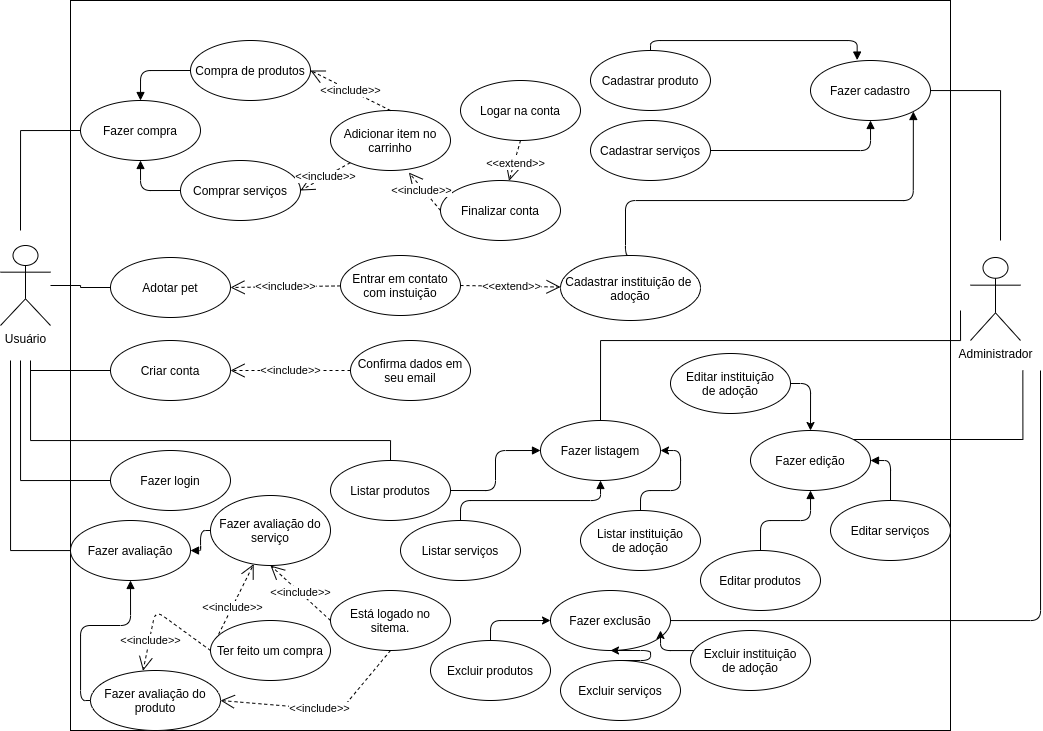 Compra de produtos
Cadastrar produto
Fazer cadastro
<<include>>
Logar na conta
Fazer compra
Adicionar item no
carrinho
Cadastrar serviços
<<extend>>
<<include>>
Comprar serviços
<<include>>
Finalizar conta
Adotar pet
<<include>>
Entrar em contato
com instuição
<<extend>>
Cadastrar instituição de
adoção
Usuário
Administrador
Criar conta
<<include>>
Confirma dados em
seu email
Editar instituição
de adoção
Fazer listagem
Fazer edição
Fazer login
Listar produtos
Fazer avaliação do
serviço
Fazer avaliação
Listar serviços
Listar instituição
de adoção
Editar serviços
Editar produtos
<<include>>
<<include>>
Está logado no
sitema.
Fazer exclusão
<<include>>
Ter feito um compra
Excluir produtos
Excluir instituição
de adoção
Excluir serviços
Fazer avaliação do
produto
<<include>>